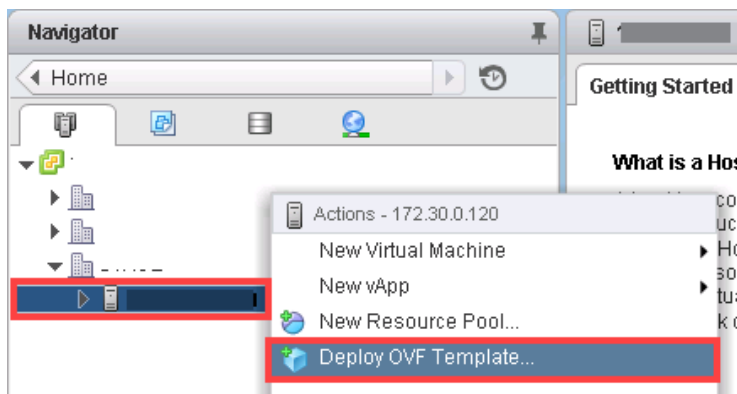 Navigator
Home
Getting Started
What is a Hos
Actions - 172.30.0.120
New Virtual Machine
New vApp
New Resource Pool...
Deploy OVF Template...